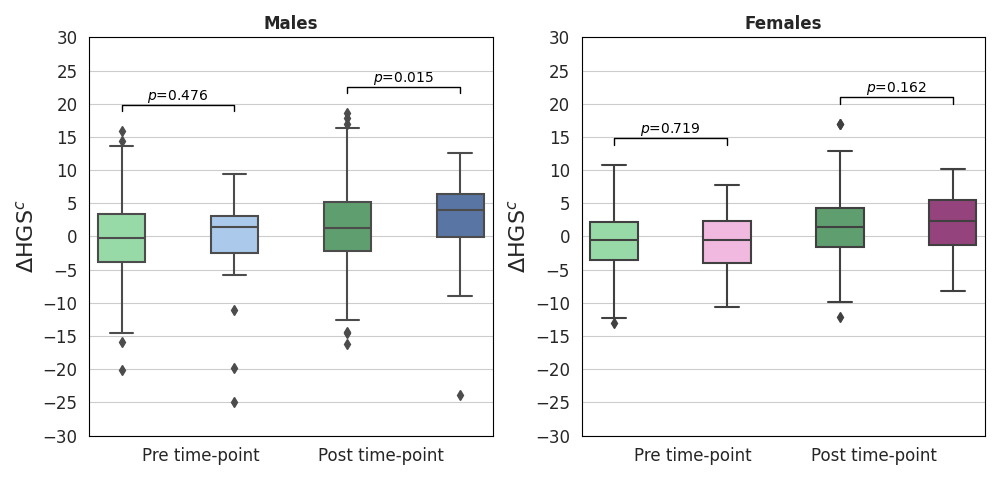 Males
30
25
20
15
10
5
0
−5
−10
−15
−20
−25
−30
ΔHGSᶜ
p=0.476
p=0.015
Pre time-point
Post time-point
Females
30
25
20
15
10
5
0
−5
−10
−15
−20
−25
−30
ΔHGSᶜ
p=0.719
p=0.162
Pre time-point
Post time-point